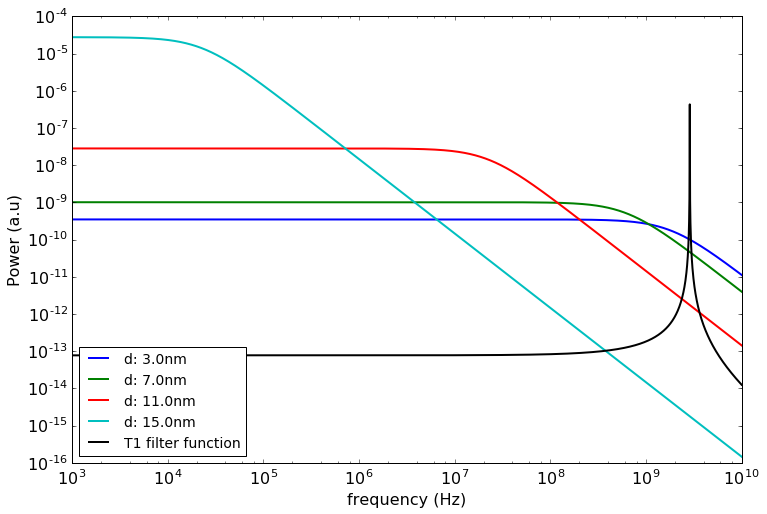 10^-4
10^-5
10^-6
10^-7
10^-8
10^-9
10^-10
10^-11
10^-12
10^-13
10^-14
10^-15
10^-16
Power (a.u)
d: 3.0nm
d: 7.0nm
d: 11.0nm
d: 15.0nm
T1 filter function
10^3 10^4 10^5 10^6 10^7 10^8 10^9 10^10
frequency (Hz)